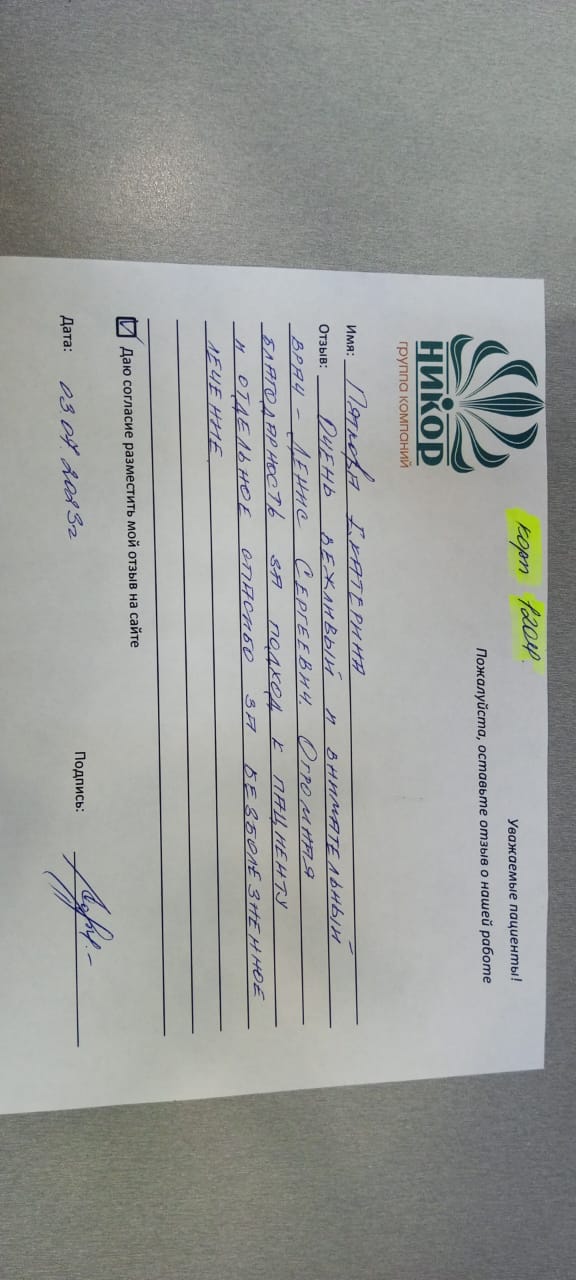 НИКОР
группа компаний
корп 1204.
Уважаемые пациенты!
Пожалуйста, оставьте отзыв о нашей работе
Имя: Пяткова Екатерина
Отзыв: Очень вежливый и внимательный
врач - Денис Сергеевич. Огромная
благодарность за подход к пациенту
и отдельное спасибо за безболезненное
лечение
Даю согласие разместить мой отзыв на сайте
Дата: 03.07.2023г
Подпись: